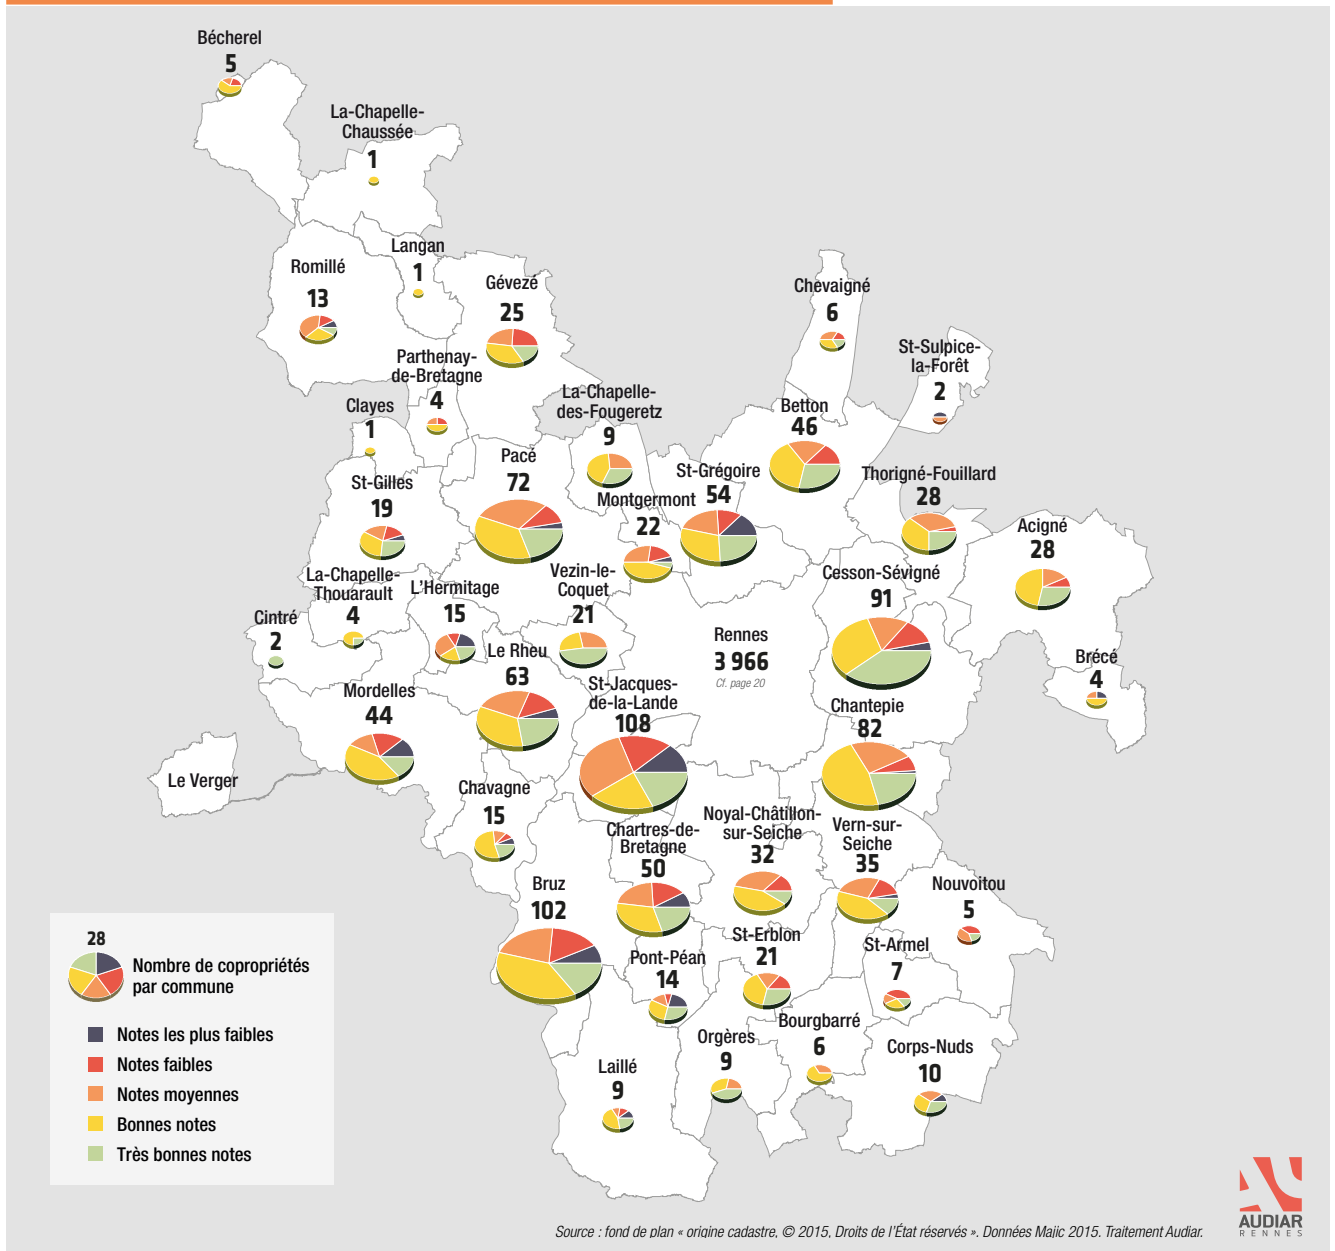 Bécherel
5
La-Chapelle-
Chaussée
1
Langan
1
Romillé
13
Gévezé
25
Chevaigné
6
St-Sulpice-
la-Forêt
2
Parthenay-
de-Bretagne
4
Clayes
1
La-Chapelle-
des-Fougeretz
9
Betton
46
Pacé
72
St-Grégoire
54
Thorigné-Fouillard
28
St-Gilles
19
Montgermont
22
Acigné
28
La-Chapelle-
Thouarault
4
L'Hermitage
15
Vezin-le-
Coquet
21
Cesson-Sévigné
91
Cintré
2
Rennes
3 966
Cf. page 20
Le Rheu
63
Brécé
4
Mordelles
44
St-Jacques-
de-la-Lande
108
Chantepie
82
Le Verger
Chavagne
15
Noyal-Châtillon-
sur-Seiche
32
Chartres-de-
Bretagne
50
Vern-sur-
Seiche
35
Bruz
102
Nouvoitou
5
St-Erblon
21
St-Armel
7
Pont-Péan
14
Bourgbarré
6
Orgères
9
Corps-Nuds
10
Laillé
9
28
Nombre de copropriétés
par commune
Notes les plus faibles
Notes faibles
Notes moyennes
Bonnes notes
Très bonnes notes
Source : fond de plan « origine cadastre, © 2015, Droits de l'État réservés ». Données Majic 2015. Traitement Audiar.
AUDIAR
RENNES